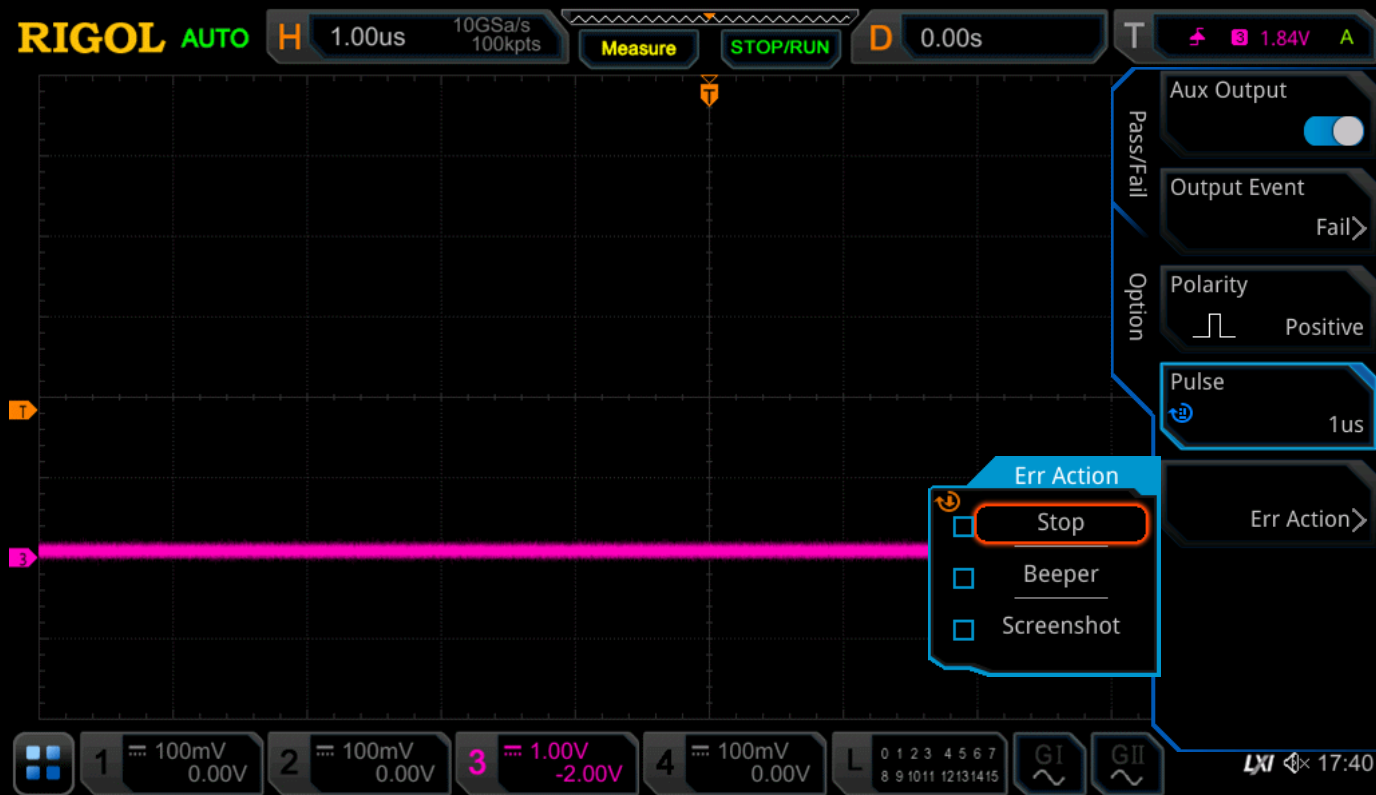 RIGOL AUTO H 1.00us 10GSa/s 100kpts Measure STOP/RUN D 0.00s T 3 1.84V A
T
Pass/Fail
Option
Aux Output
Output Event
Fail
Polarity
Positive
Pulse
1us
Err Action
T
3
Err Action
Stop
Beeper
Screenshot
1 100mV 0.00V
2 100mV 0.00V
3 1.00V -2.00V
4 100mV 0.00V
L 0 1 2 3 4 5 6 7
8 9 10 11 12 13 14 15
GI
GII
LXI 17:40